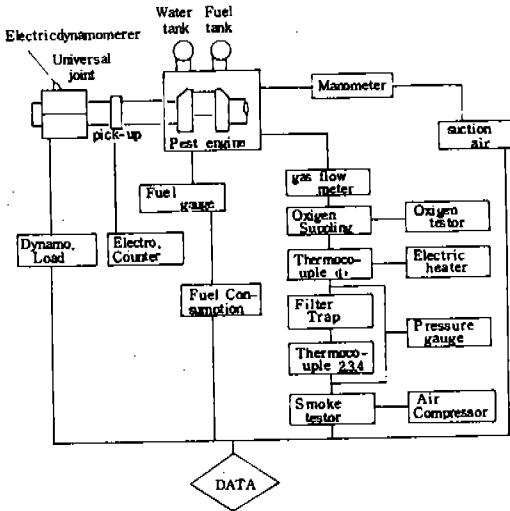 Water
tank
Fuel
tank
Electricdynamomerer
Universal
joint
pick-up
Pest engine
Manometer
suction
air
Fuel
gauge
gas flow
meter
Oxigen
Suppling
Oxigen
testor
Dynamo,
Load
Electro,
Counter
Thermoco-
uple (1)
Electric
heater
Fuel Con-
sumption
Filter
Trap
Pressure
gauge
Thermoco-
uple 2.3.4
Smoke
testor
Air
Compressor
DATA